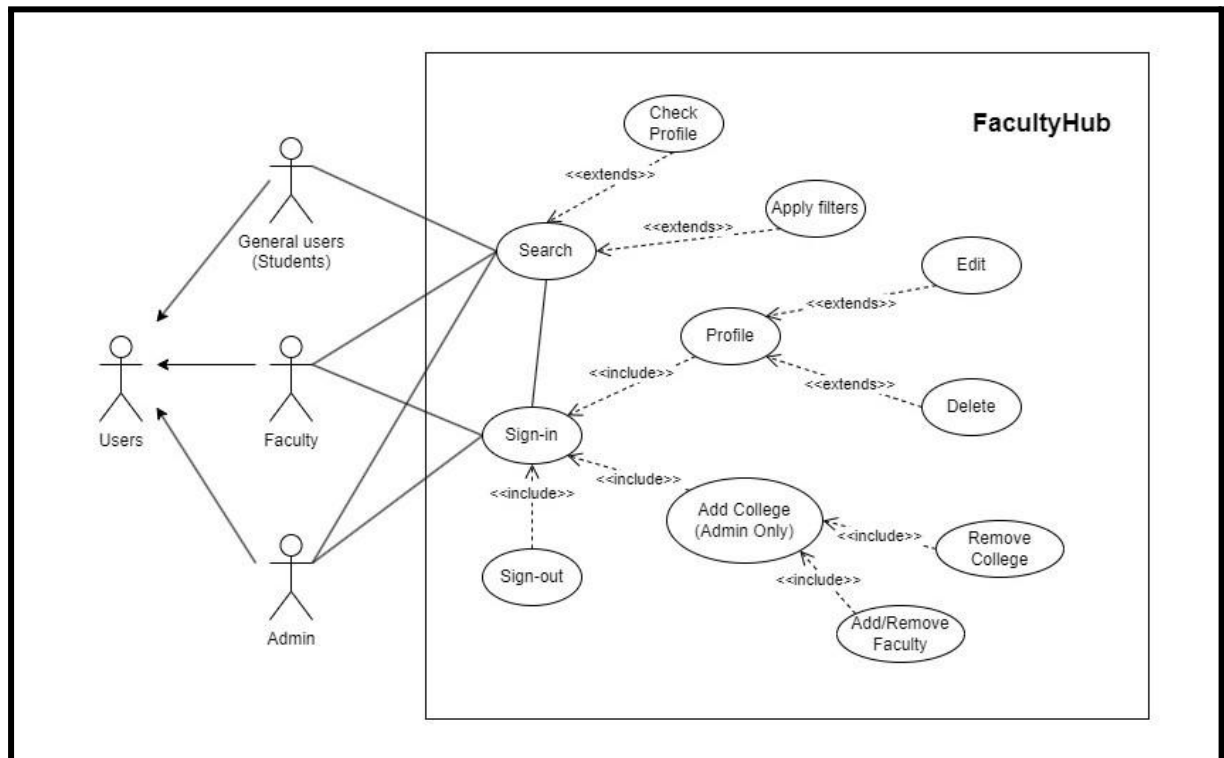 FacultyHub
Check
Profile
<<extends>>
Apply filters
<<extends>>
Search
General users
(Students)
Edit
<<extends>>
Profile
<<include>>
<<extends>>
Delete
Users
Faculty
Sign-in
<<include>>
<<include>>
Add College
(Admin Only)
<<include>>
Remove
College
Sign-out
<<include>>
Add/Remove
Faculty
Admin